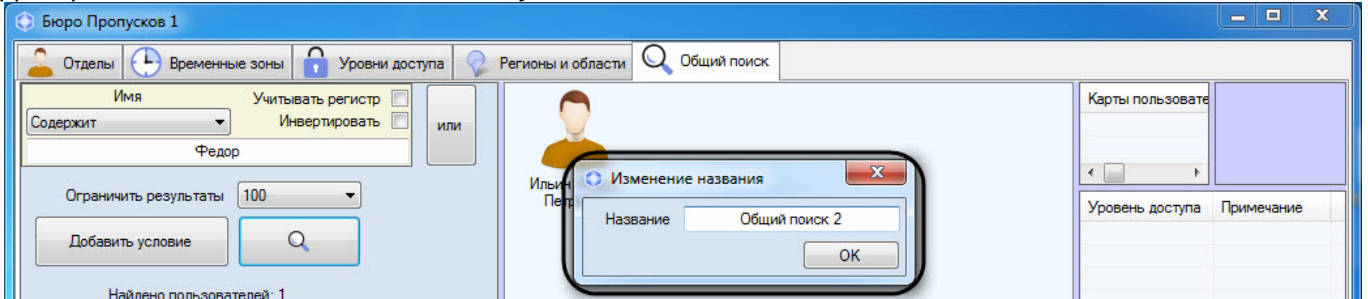 Бюро Пропусков 1
Отделы Временные зоны Уровни доступа Регионы и области Общий поиск
Имя Учитывать регистр
Содержит Инвертировать
или
Федор
Ограничить результаты 100
Добавить условие
Найдено пользователей: 1
Изменение названия
Название Общий поиск 2
OK
Карты пользовате
Уровень доступа Примечание